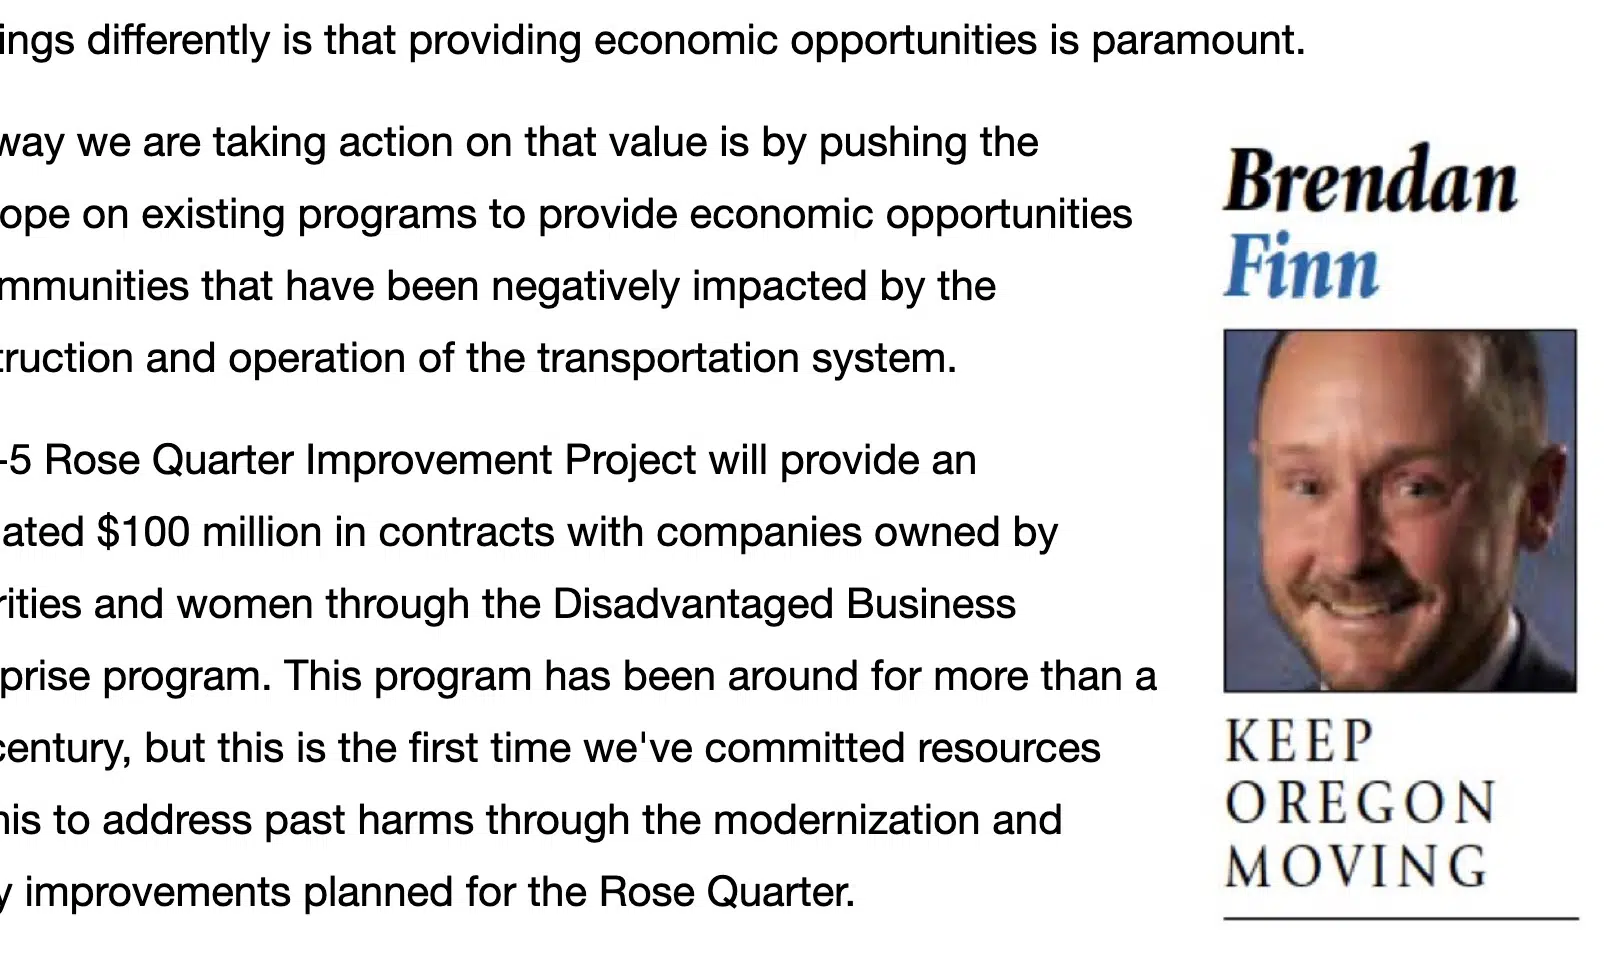 ings differently is that providing economic opportunities is paramount.
way we are taking action on that value is by pushing the
ope on existing programs to provide economic opportunities
mmunities that have been negatively impacted by the
truction and operation of the transportation system.
-5 Rose Quarter Improvement Project will provide an
ated $100 million in contracts with companies owned by
rities and women through the Disadvantaged Business
prise program. This program has been around for more than a
century, but this is the first time we've committed resources
his to address past harms through the modernization and
y improvements planned for the Rose Quarter.
Brendan
Finn
KEEP
OREGON
MOVING